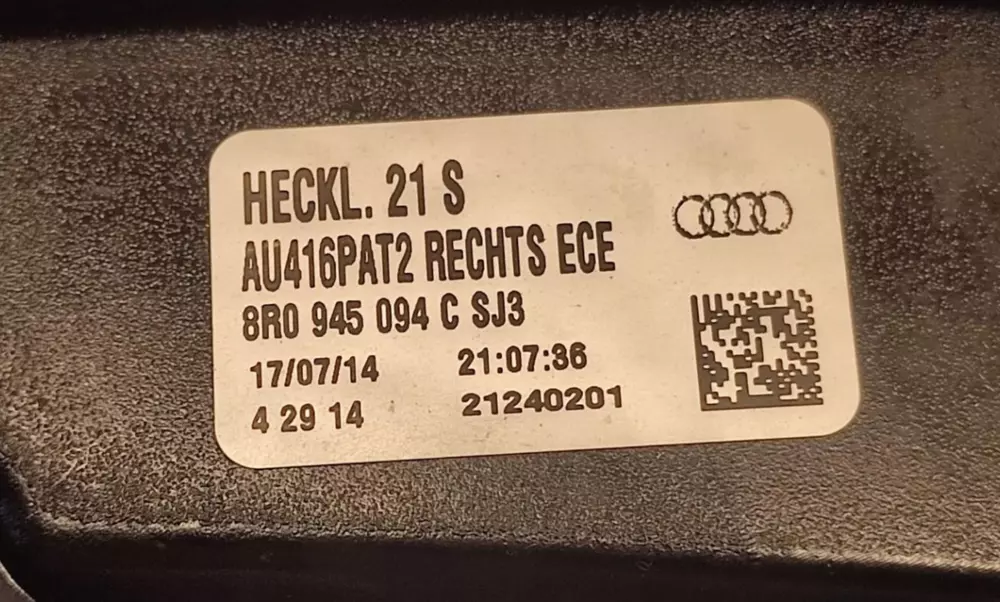 HECKL. 21 S
AU416PAT2 RECHTS ECE
8R0 945 094 C SJ3
17/07/14 21:07:36
4 29 14 21240201